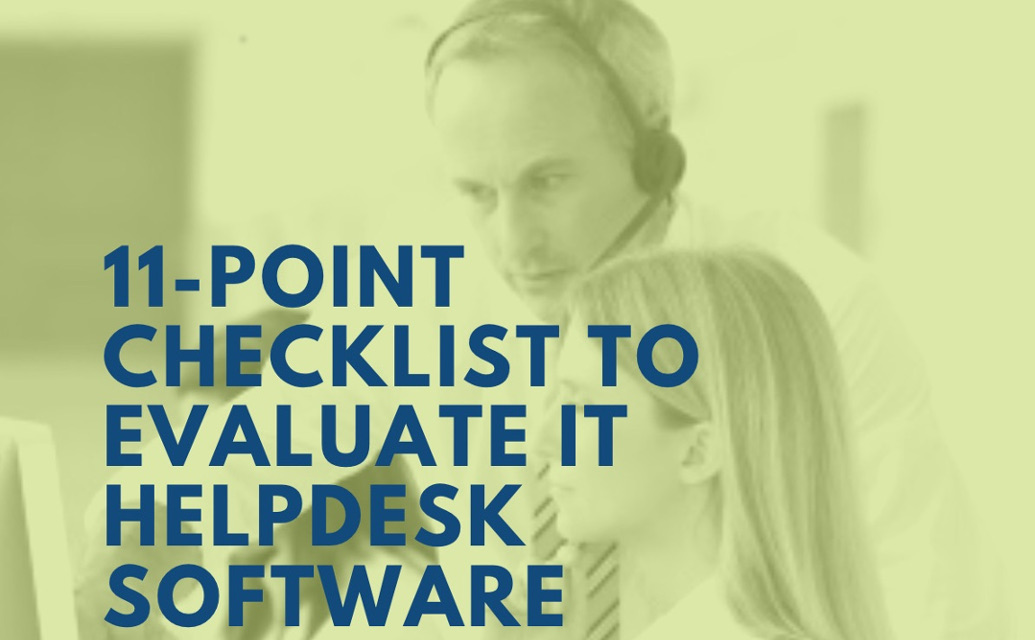 11-POINT
CHECKLIST TO
EVALUATE IT
HELPDESK
SOFTWARE